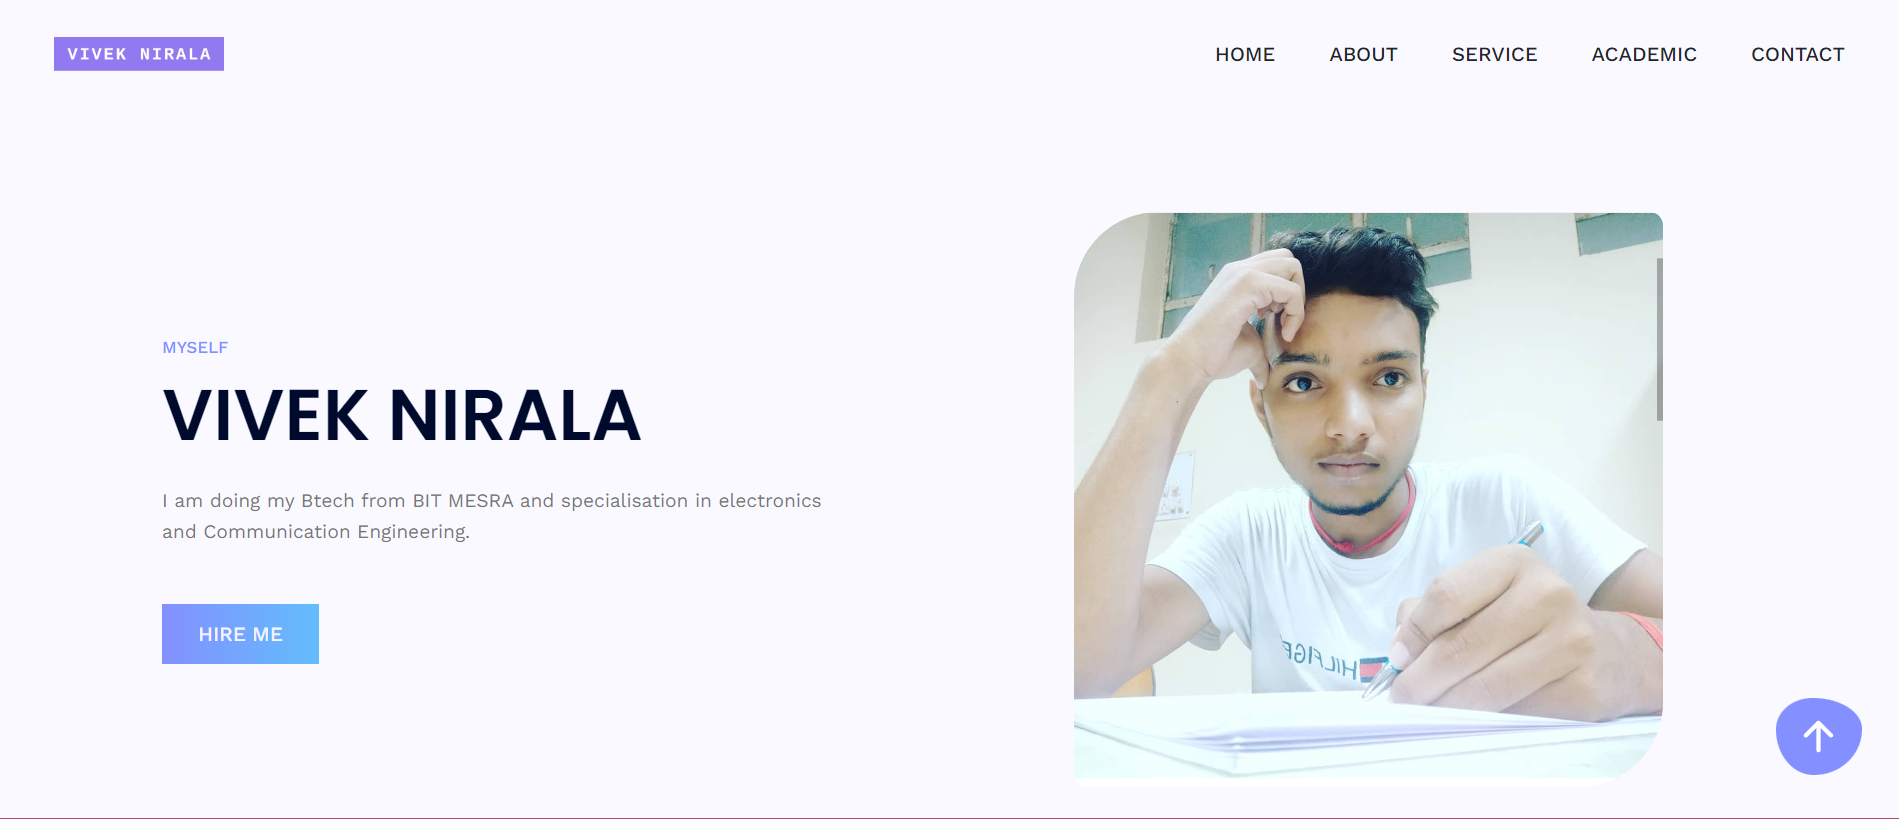 VIVEK NIRALA
HOME ABOUT SERVICE ACADEMIC CONTACT
MYSELF
VIVEK NIRALA
I am doing my Btech from BIT MESRA and specialisation in electronics
and Communication Engineering.
HIRE ME
HILFIGE